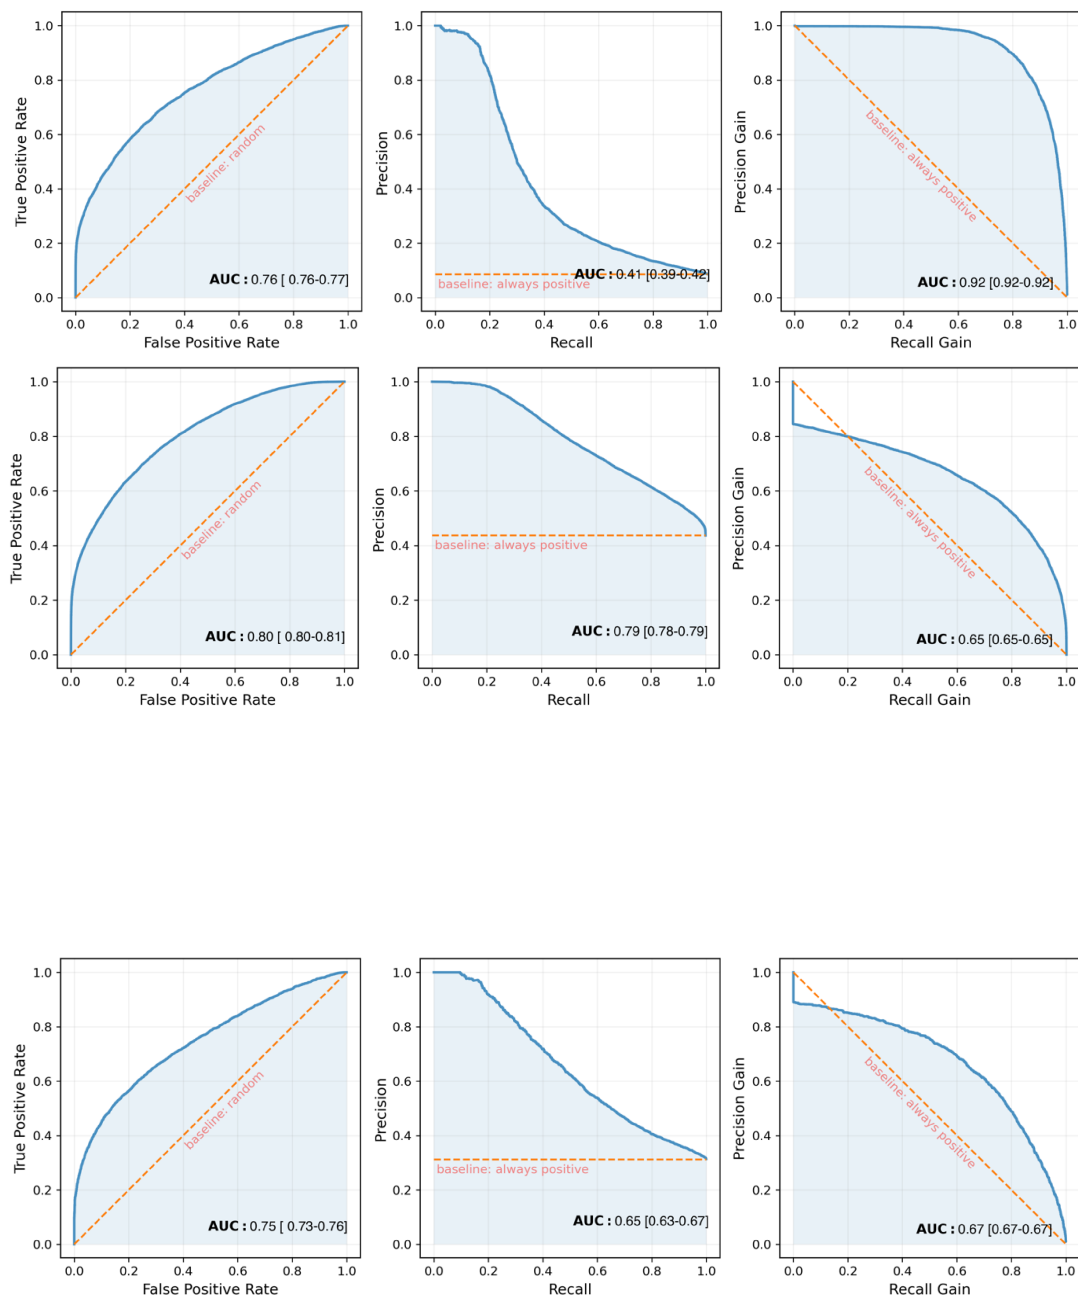 1.0
0.8
0.6
0.4
0.2
0.0
True Positive Rate
baseline: random
AUC: 0.76 [ 0.76-0.77]
0.0 0.2 0.4 0.6 0.8 1.0
False Positive Rate
1.0
0.8
0.6
0.4
0.2
0.0
Precision
AUC: 0.41 [0.39-0.42]
baseline: always positive
0.0 0.2 0.4 0.6 0.8 1.0
Recall
1.0
0.8
0.6
0.4
0.2
0.0
Precision Gain
baseline: always positive
AUC: 0.92 [0.92-0.92]
0.0 0.2 0.4 0.6 0.8 1.0
Recall Gain
1.0
0.8
0.6
0.4
0.2
0.0
True Positive Rate
baseline: random
AUC: 0.80 [ 0.80-0.81]
0.0 0.2 0.4 0.6 0.8 1.0
False Positive Rate
1.0
0.8
0.6
0.4
0.2
0.0
Precision
baseline: always positive
AUC: 0.79 [0.78-0.79]
0.0 0.2 0.4 0.6 0.8 1.0
Recall
1.0
0.8
0.6
0.4
0.2
0.0
Precision Gain
baseline: always positive
AUC: 0.65 [0.65-0.65]
0.0 0.2 0.4 0.6 0.8 1.0
Recall Gain
1.0
0.8
0.6
0.4
0.2
0.0
True Positive Rate
baseline: random
AUC: 0.75 [ 0.73-0.76]
0.0 0.2 0.4 0.6 0.8 1.0
False Positive Rate
1.0
0.8
0.6
0.4
0.2
0.0
Precision
baseline: always positive
AUC: 0.65 [0.63-0.67]
0.0 0.2 0.4 0.6 0.8 1.0
Recall
1.0
0.8
0.6
0.4
0.2
0.0
Precision Gain
baseline: always positive
AUC: 0.67 [0.67-0.67]
0.0 0.2 0.4 0.6 0.8 1.0
Recall Gain